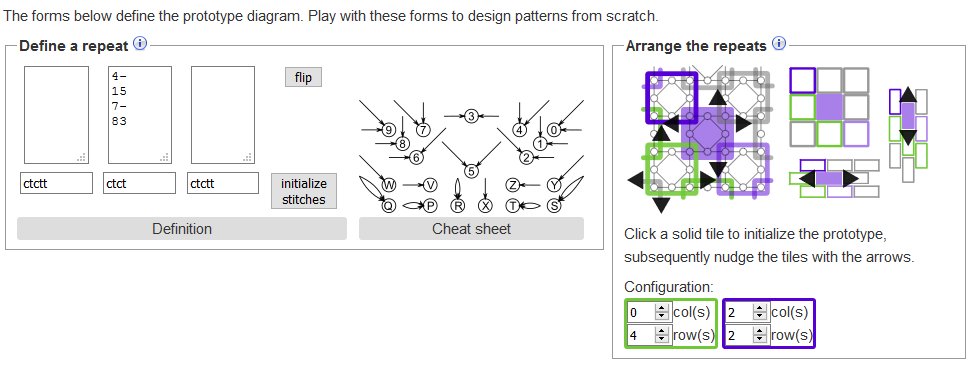 The forms below define the prototype diagram. Play with these forms to design patterns from scratch.
Define a repeat i
4-
15
7-
83
flip
ctctt
ctct
ctctt
initialize
stitches
Definition
9 7 3 4 0
8 1
6 2
5
W V Z Y
Q P R X T S
Cheat sheet
Arrange the repeats i
Click a solid tile to initialize the prototype,
subsequently nudge the tiles with the arrows.
Configuration:
0 col(s) 2 col(s)
4 row(s) 2 row(s)